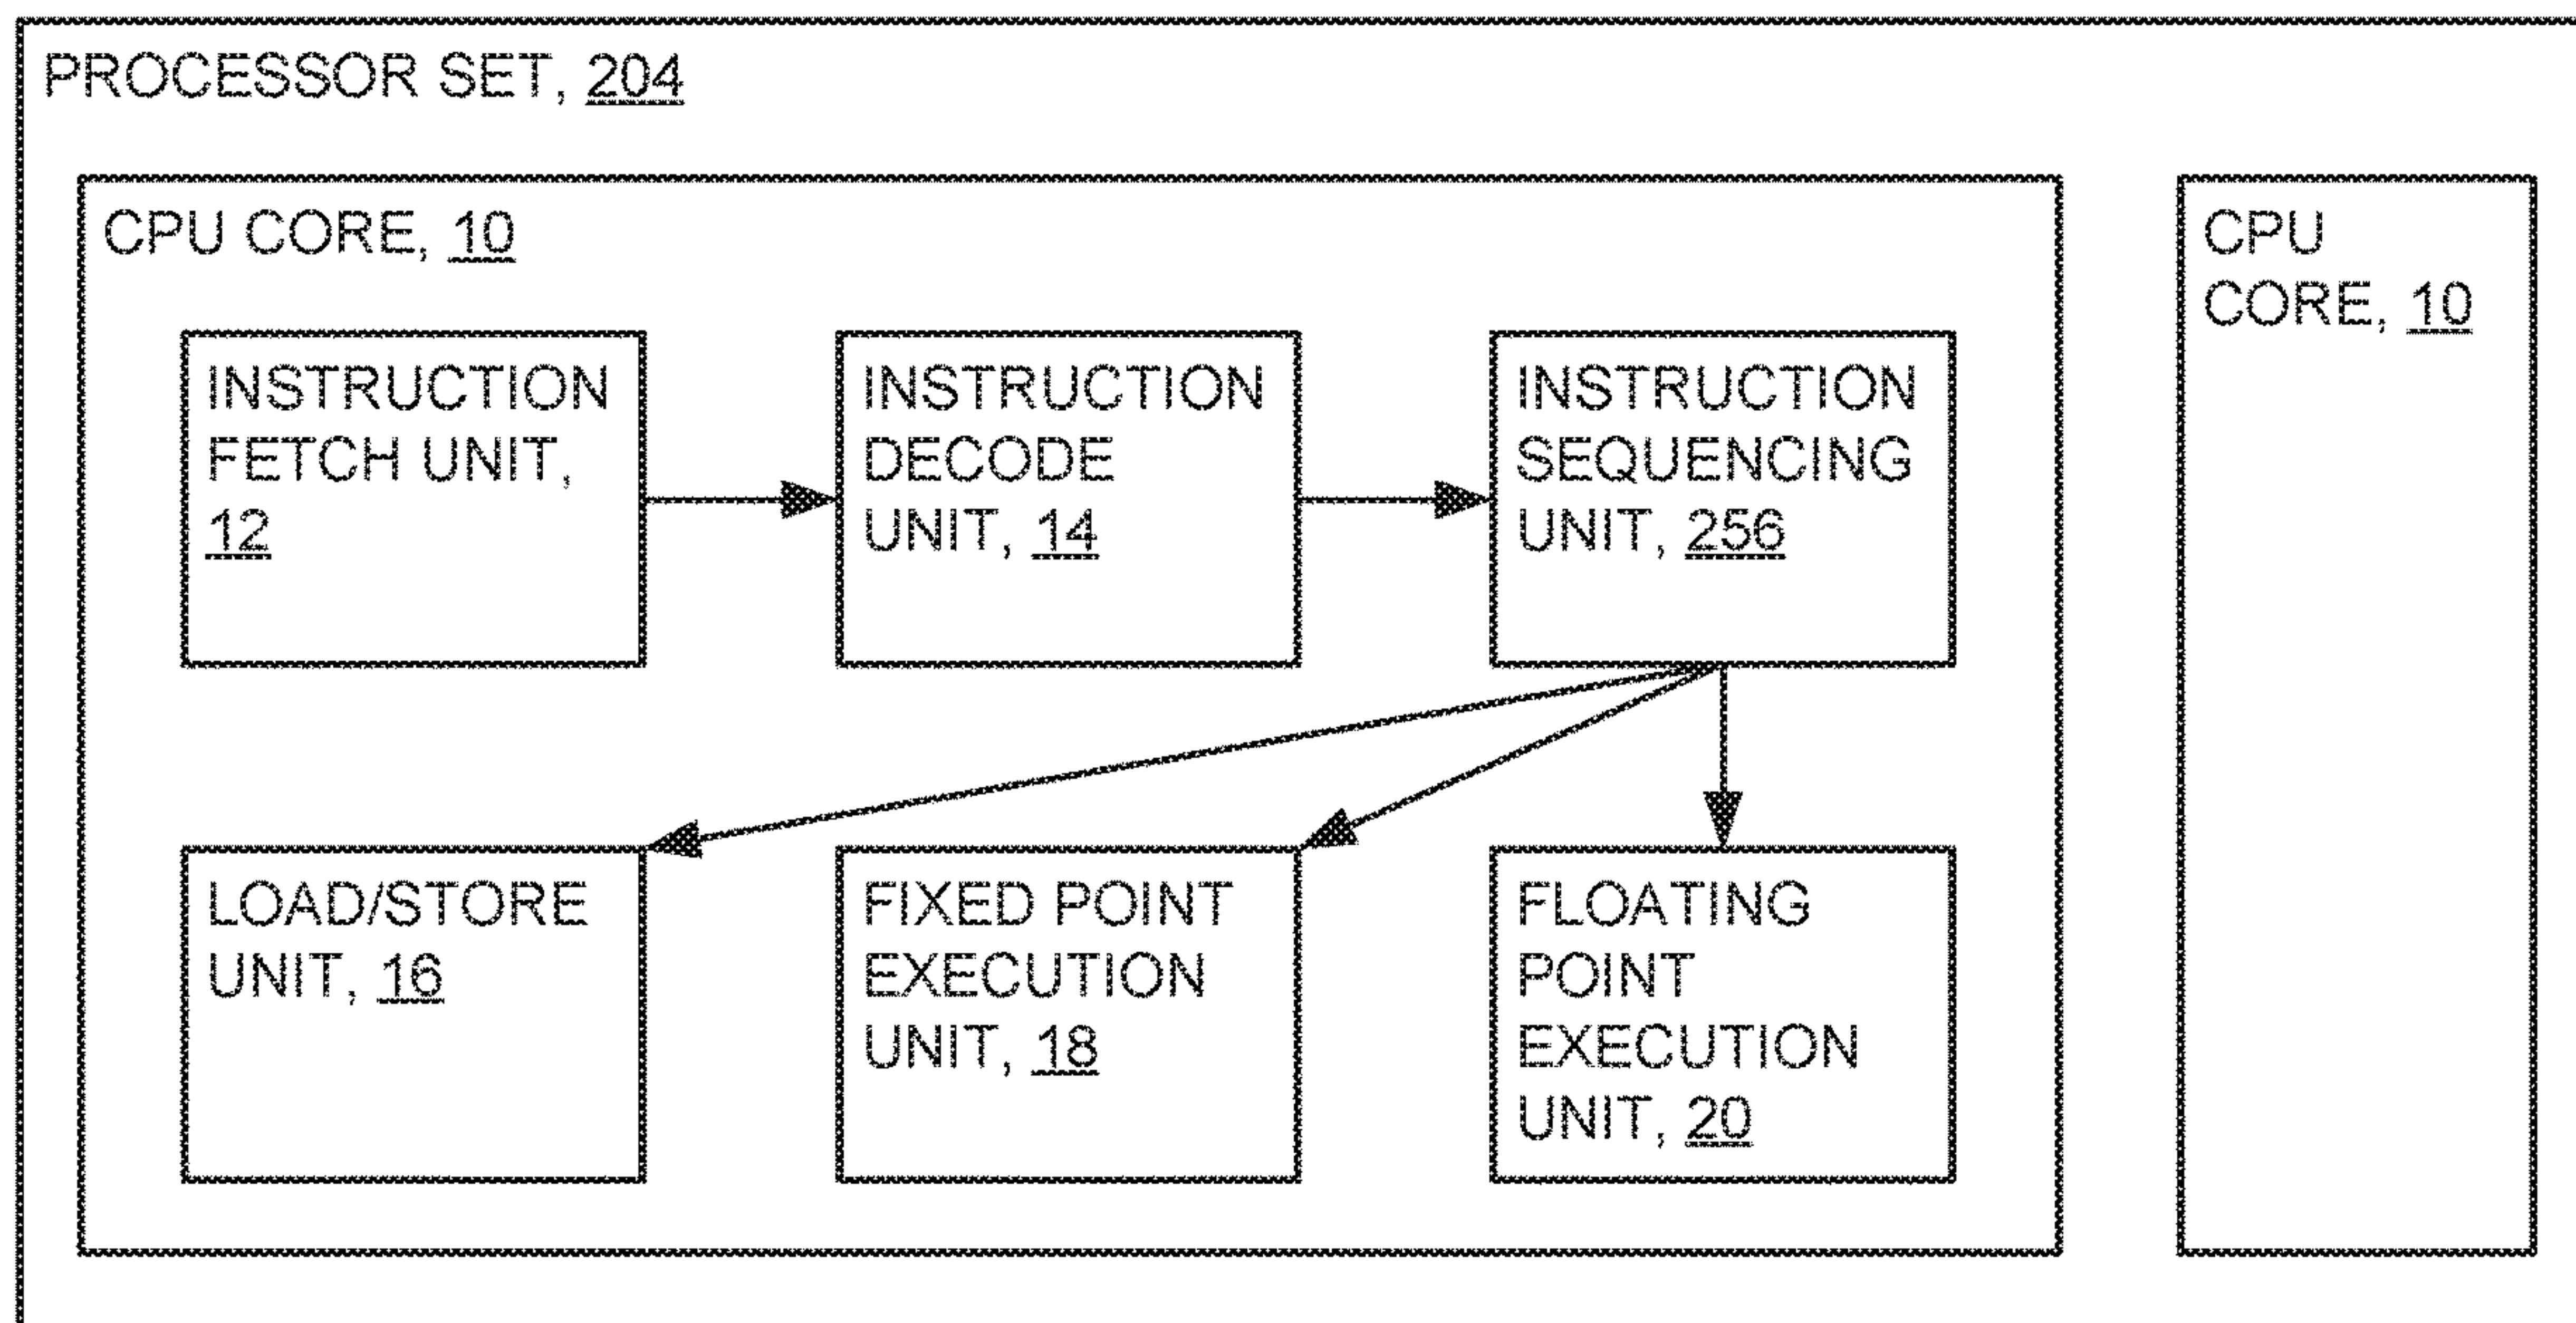 PROCESSOR SET, 204
CPU CORE, 10
INSTRUCTION
FETCH UNIT,
12
INSTRUCTION
DECODE
UNIT, 14
INSTRUCTION
SEQUENCING
UNIT, 256
LOAD/STORE
UNIT, 16
FIXED POINT
EXECUTION
UNIT, 18
FLOATING
POINT
EXECUTION
UNIT, 20
CPU
CORE, 10